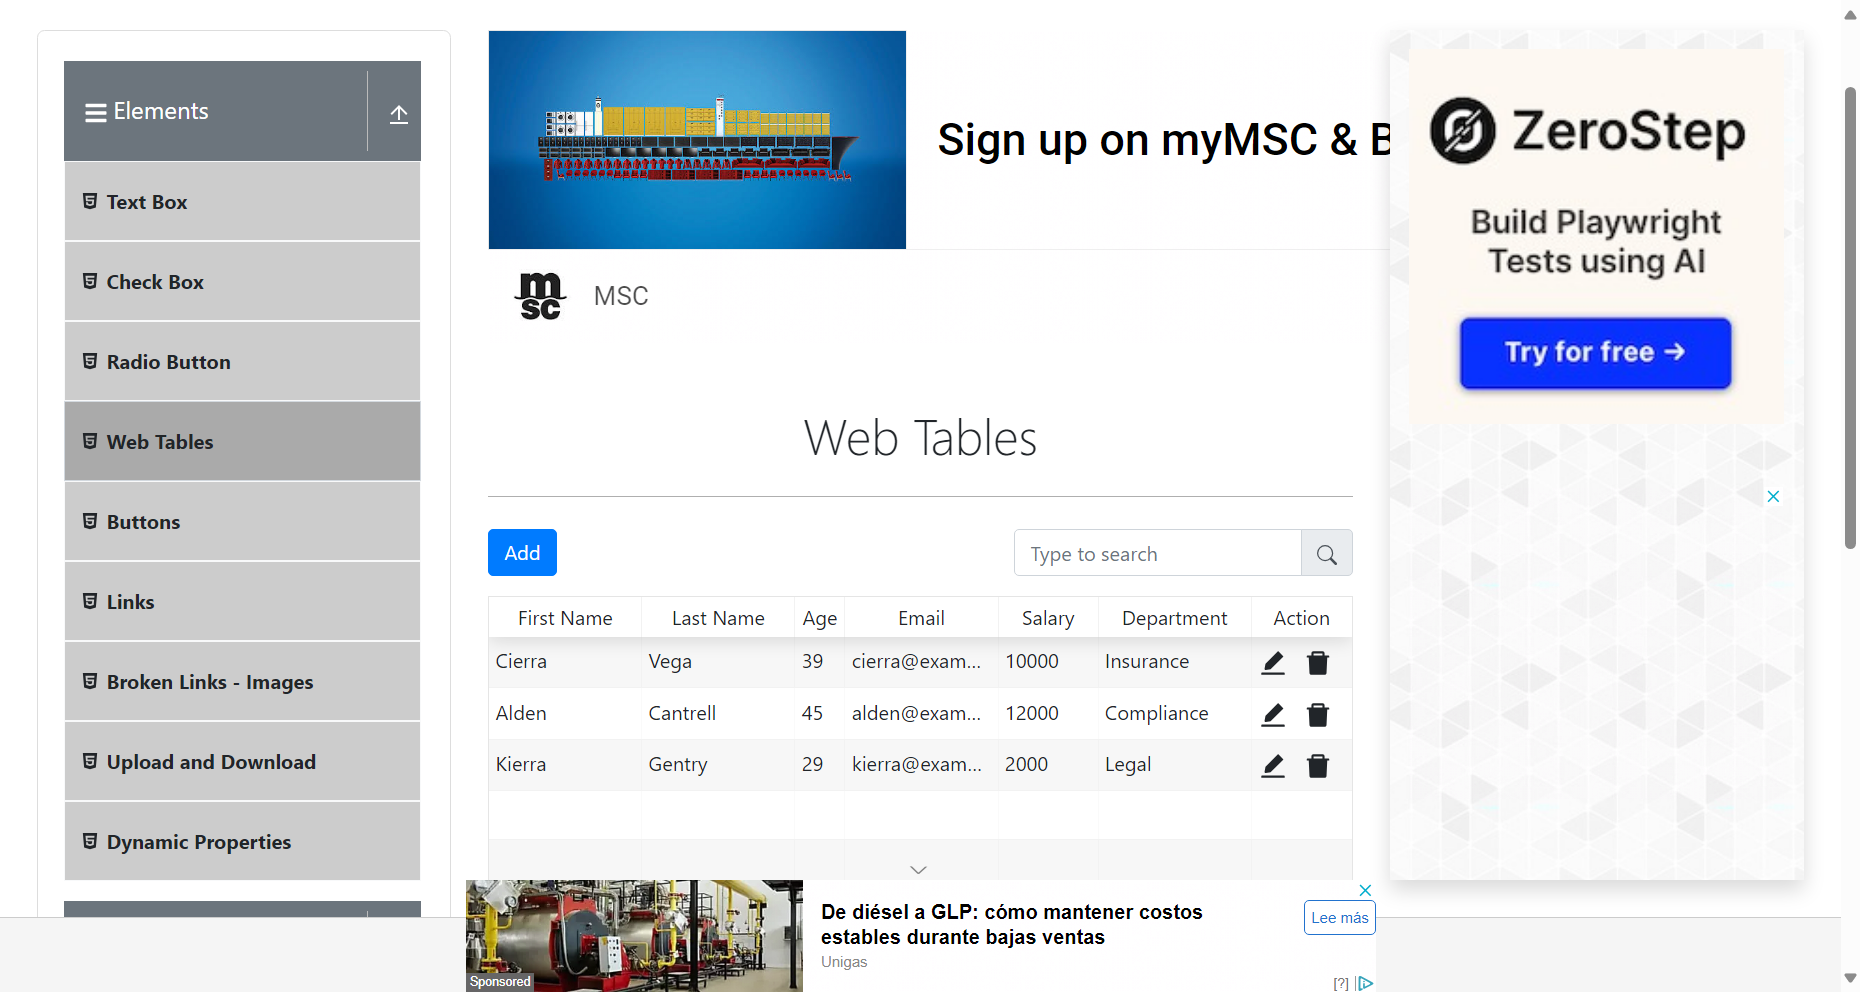 Elements
Text Box
Check Box
Radio Button
Web Tables
Buttons
Links
Broken Links - Images
Upload and Download
Dynamic Properties
Sign up on myMSC & B
msc
MSC
Web Tables
Add
Type to search
First Name Last Name Age Email Salary Department Action
Cierra Vega 39 cierra@exam... 10000 Insurance
Alden Cantrell 45 alden@exam... 12000 Compliance
Kierra Gentry 29 kierra@exam... 2000 Legal
ZeroStep
Build Playwright
Tests using AI
Try for free →
De diésel a GLP: cómo mantener costos
estables durante bajas ventas
Unigas
Lee más
Sponsored
[?]